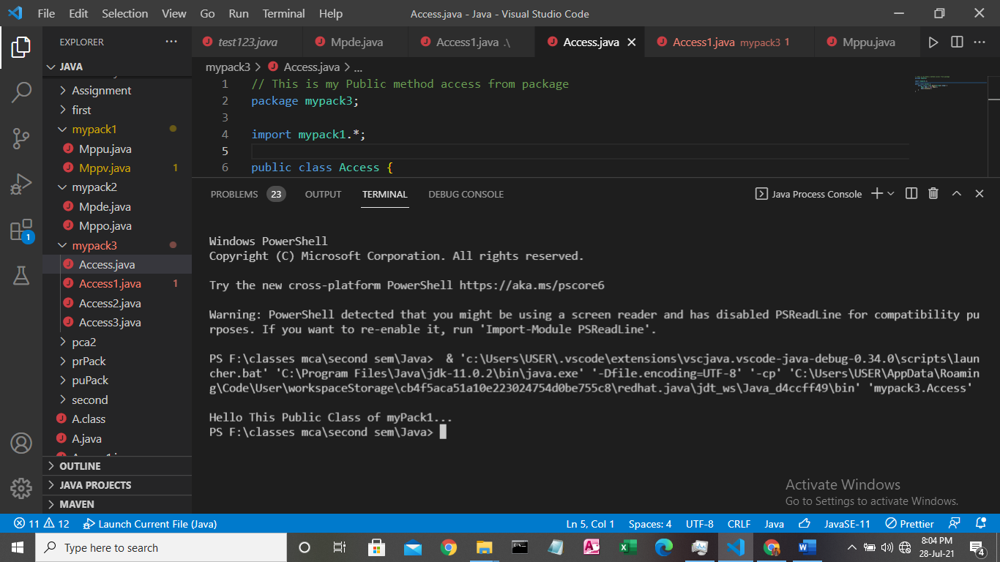 File Edit Selection View Go Run Terminal Help Access.java - Java - Visual Studio Code
EXPLORER
test123.java Mpde.java Access1.java .\ Access.java Access1.java mypack3 1 Mppu.java
JAVA
Assignment
first
mypack1
Mppu.java
Mppv.java 1
mypack2
Mpde.java
Mppo.java
mypack3
Access.java
Access1.java 1
Access2.java
Access3.java
pca2
prPack
puPack
second
A.class
A.java
OUTLINE
JAVA PROJECTS
MAVEN
1
mypack3 > Access.java > ...
1 // This is my Public method access from package
2 package mypack3;
3
4 import mypack1.*;
5
6 public class Access {
PROBLEMS 23 OUTPUT TERMINAL DEBUG CONSOLE Java Process Console
Windows PowerShell
Copyright (C) Microsoft Corporation. All rights reserved.
Try the new cross-platform PowerShell https://aka.ms/pscore6
Warning: PowerShell detected that you might be using a screen reader and has disabled PSReadLine for compatibility pu
rposes. If you want to re-enable it, run 'Import-Module PSReadLine'.
PS F:\classes mca\second sem\Java>  & 'c:\Users\USER\.vscode\extensions\vscjava.vscode-java-debug-0.34.0\scripts\laun
cher.bat' 'C:\Program Files\Java\jdk-11.0.2\bin\java.exe' '-Dfile.encoding=UTF-8' '-cp' 'C:\Users\USER\AppData\Roamin
g\Code\User\workspaceStorage\cb4f5aca51a10e223024754d0be755c8\redhat.java\jdt_ws\Java_d4ccff49\bin' 'mypack3.Access'
Hello This Public Class of myPack1...
PS F:\classes mca\second sem\Java>
Activate Windows
Go to Settings to activate Windows.
11 12 Launch Current File (Java) Ln 5, Col 1 Spaces: 4 UTF-8 CRLF Java JavaSE-11 Prettier
Type here to search
8:04 PM
28-Jul-21
4